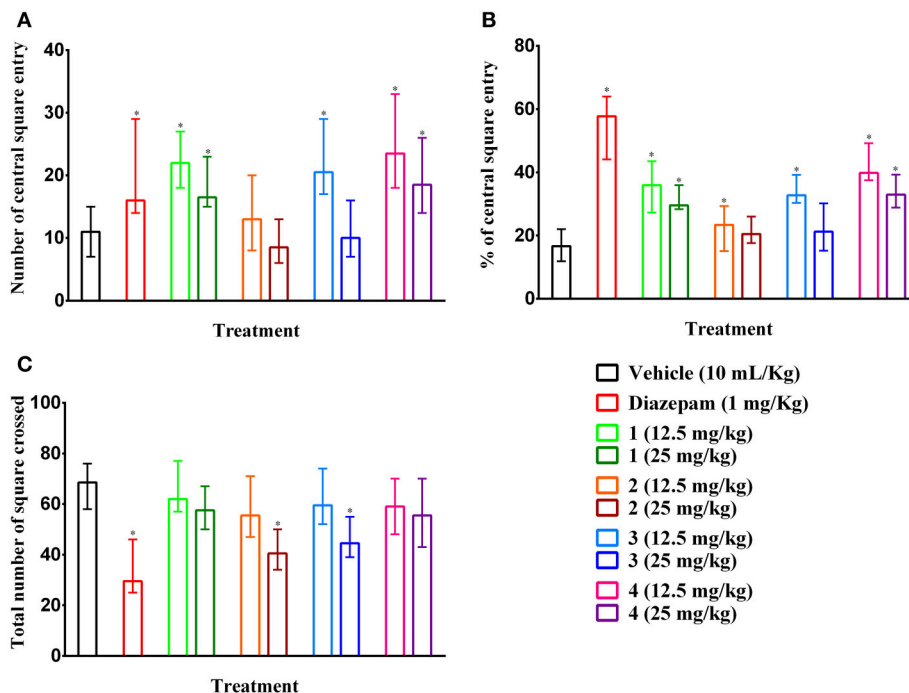 A
Number of central square entry
40
30
20
10
0
* * * * * * *
Treatment
B
% of central square entry
80
60
40
20
0
* * * * * * *
Treatment
C
Total number of square crossed
100
80
60
40
20
0
* * *
Treatment
Vehicle (10 mL/Kg)
Diazepam (1 mg/Kg)
1 (12.5 mg/kg)
1 (25 mg/kg)
2 (12.5 mg/kg)
2 (25 mg/kg)
3 (12.5 mg/kg)
3 (25 mg/kg)
4 (12.5 mg/kg)
4 (25 mg/kg)